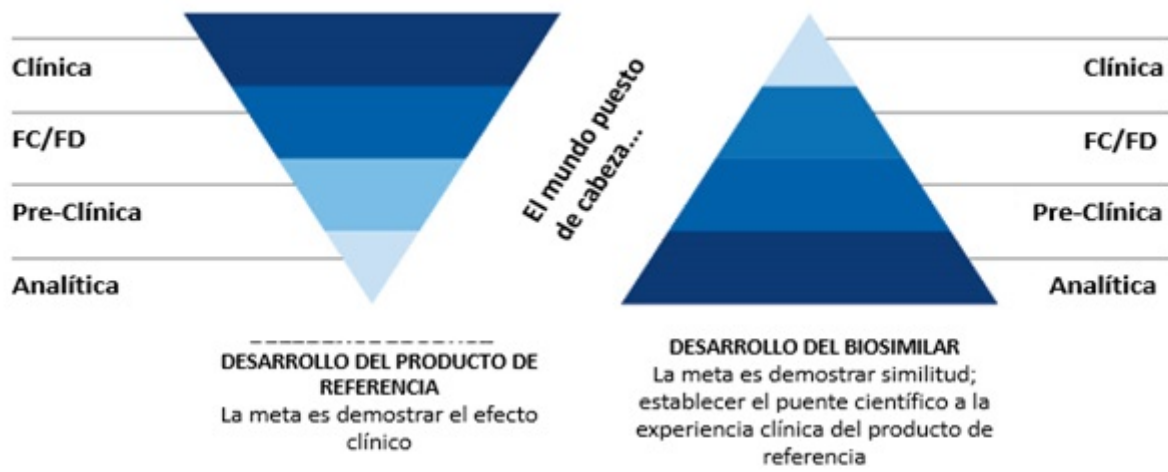 Clínica
FC/FD
Pre-Clínica
Analítica
El mundo puesto
de cabeza...
Clínica
FC/FD
Pre-Clínica
Analítica
DESARROLLO DEL PRODUCTO DE
REFERENCIA
La meta es demostrar el efecto
clínico
DESARROLLO DEL BIOSIMILAR
La meta es demostrar similitud;
establecer el puente científico a la
experiencia clínica del producto de
referencia